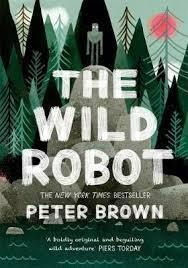 THE
WILD
ROBOT
THE NEW YORK TIMES BESTSELLER
PETER BROWN
'A boldly original and beguiling
wild adventure' PIERS TORDAY